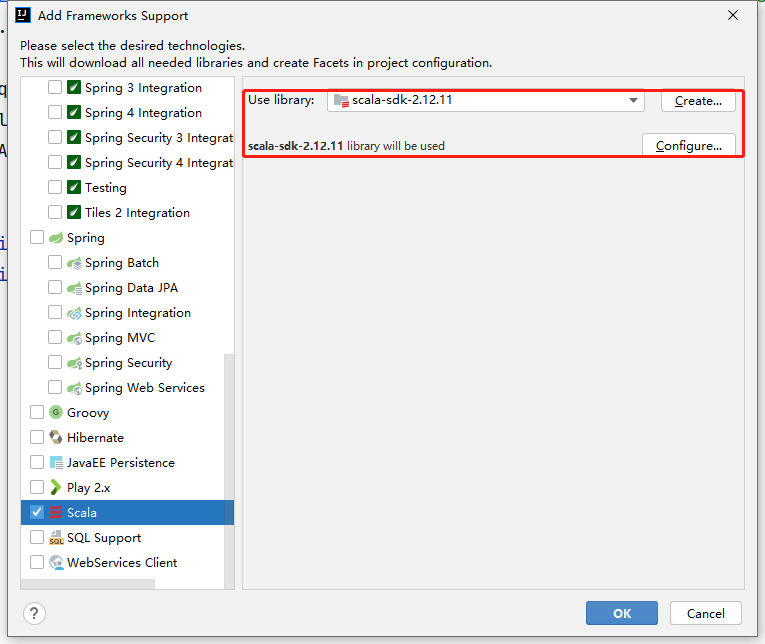 Add Frameworks Support
Please select the desired technologies.
This will download all needed libraries and create Facets in project configuration.
Spring 3 Integration
Spring 4 Integration
Spring Security 3 Integrat
Spring Security 4 Integrat
Testing
Tiles 2 Integration
Spring
Spring Batch
Spring Data JPA
Spring Integration
Spring MVC
Spring Security
Spring Web Services
Groovy
Hibernate
JavaEE Persistence
Play 2.x
Scala
SQL Support
WebServices Client
Use library:
scala-sdk-2.12.11
Create...
scala-sdk-2.12.11 library will be used
Configure...
?
OK
Cancel